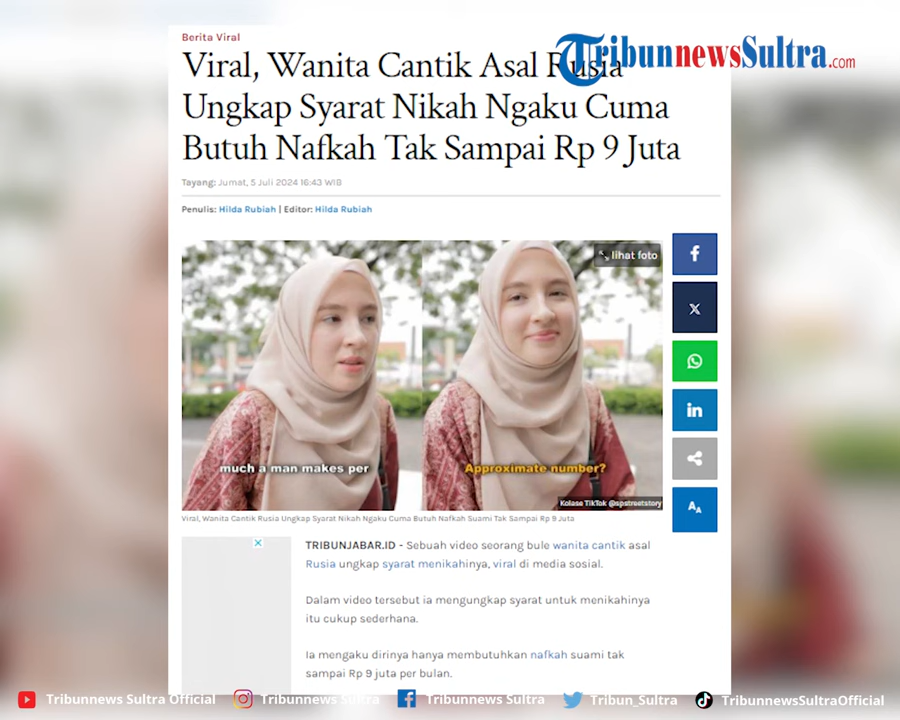 Berita Viral
TribunnewsSultra.com
Viral, Wanita Cantik Asal Rusia
Ungkap Syarat Nikah Ngaku Cuma
Butuh Nafkah Tak Sampai Rp 9 Juta
Tayang: Jumat, 5 Juli 2024 16:43 WIB
Penulis: Hilda Rubiah | Editor: Hilda Rubiah
lihat foto
much a man makes per
Approximate number?
Kolase TikTok @spstreetstory
Viral, Wanita Cantik Rusia Ungkap Syarat Nikah Ngaku Cuma Butuh Nafkah Suami Tak Sampai Rp 9 Juta
TRIBUNJABAR.ID - Sebuah video seorang bule wanita cantik asal
Rusia ungkap syarat menikahinya, viral di media sosial.
Dalam video tersebut ia mengungkap syarat untuk menikahinya
itu cukup sederhana.
Ia mengaku dirinya hanya membutuhkan nafkah suami tak
sampai Rp 9 juta per bulan.
Tribunnews Sultra Official
Tribunnews Sultra
TribunnewsSultra
Tribun_Sultra
TribunnewsSultraOfficial